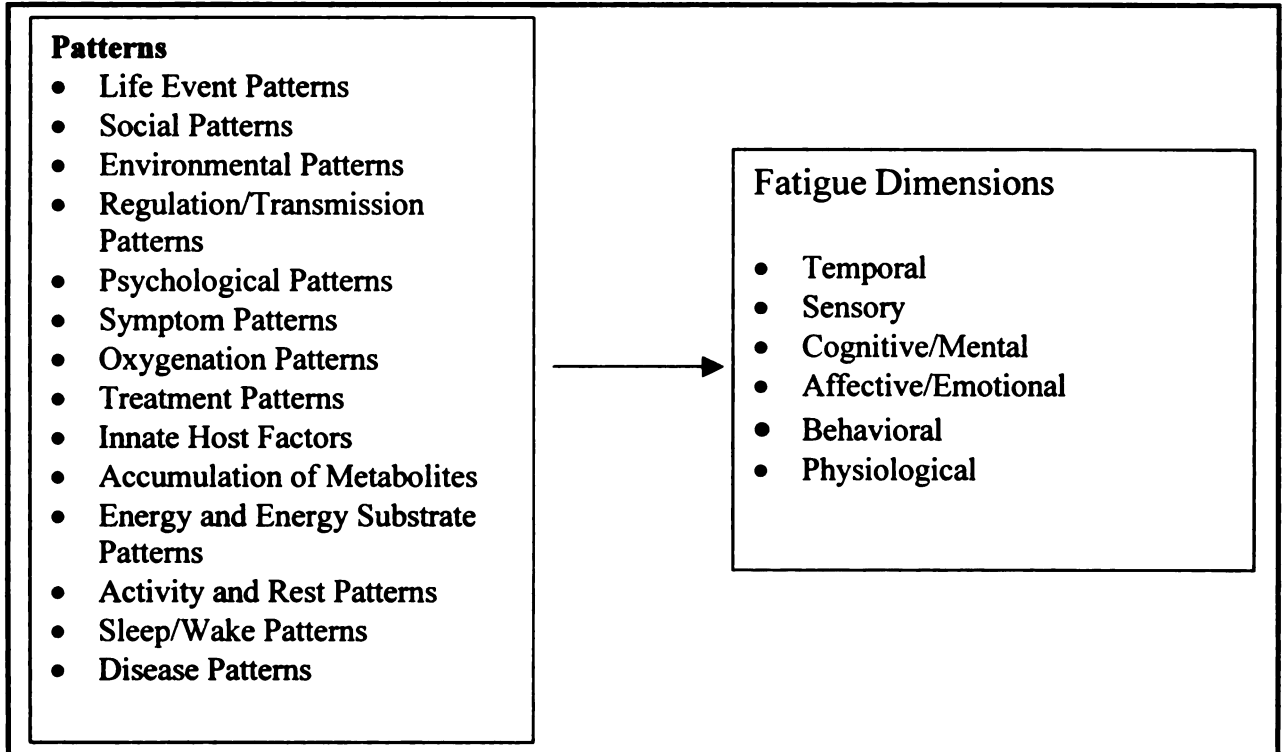 Patterns
• Life Event Patterns
• Social Patterns
• Environmental Patterns
• Regulation/Transmission
Patterns
• Psychological Patterns
• Symptom Patterns
• Oxygenation Patterns
• Treatment Patterns
• Innate Host Factors
• Accumulation of Metabolites
• Energy and Energy Substrate
Patterns
• Activity and Rest Patterns
• Sleep/Wake Patterns
• Disease Patterns
Fatigue Dimensions
• Temporal
• Sensory
• Cognitive/Mental
• Affective/Emotional
• Behavioral
• Physiological